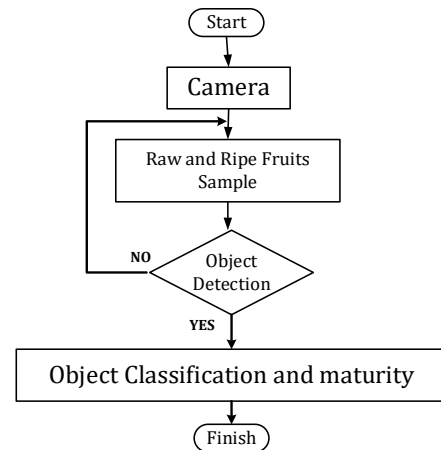 Start
Camera
Raw and Ripe Fruits
Sample
NO
Object
Detection
YES
Object Classification and maturity
Finish